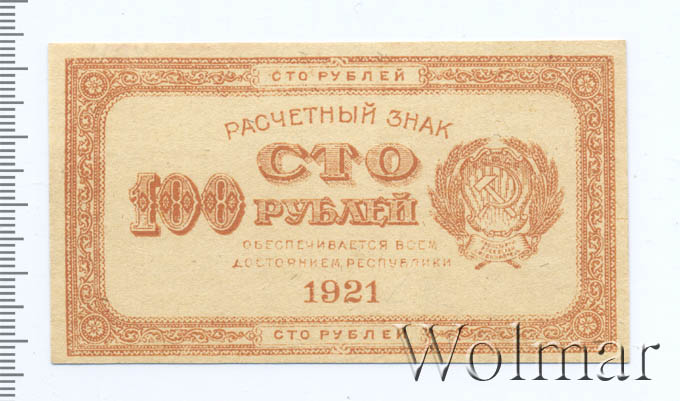 СТО РУБЛЕЙ
РАСЧЕТНЫЙ ЗНАК
СТО
100 РУБЛЕЙ
ОБЕСПЕЧИВАЕТСЯ ВСЕМ
ДОСТОЯНИЕМ, РЕСПУБЛИКИ
1921
СТО РУБЛЕЙ
Wolmar